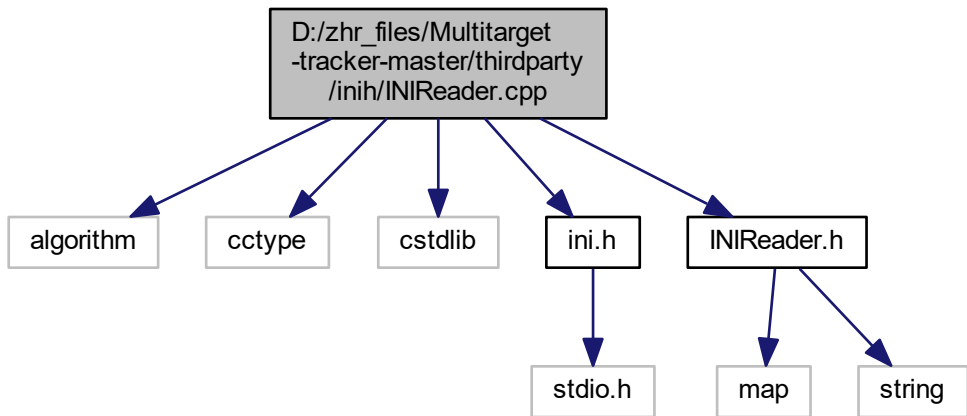 D:/zhr_files/Multitarget
-tracker-master/thirdparty
/inih/INIReader.cpp
algorithm
cctype
cstdlib
ini.h
INIReader.h
stdio.h
map
string